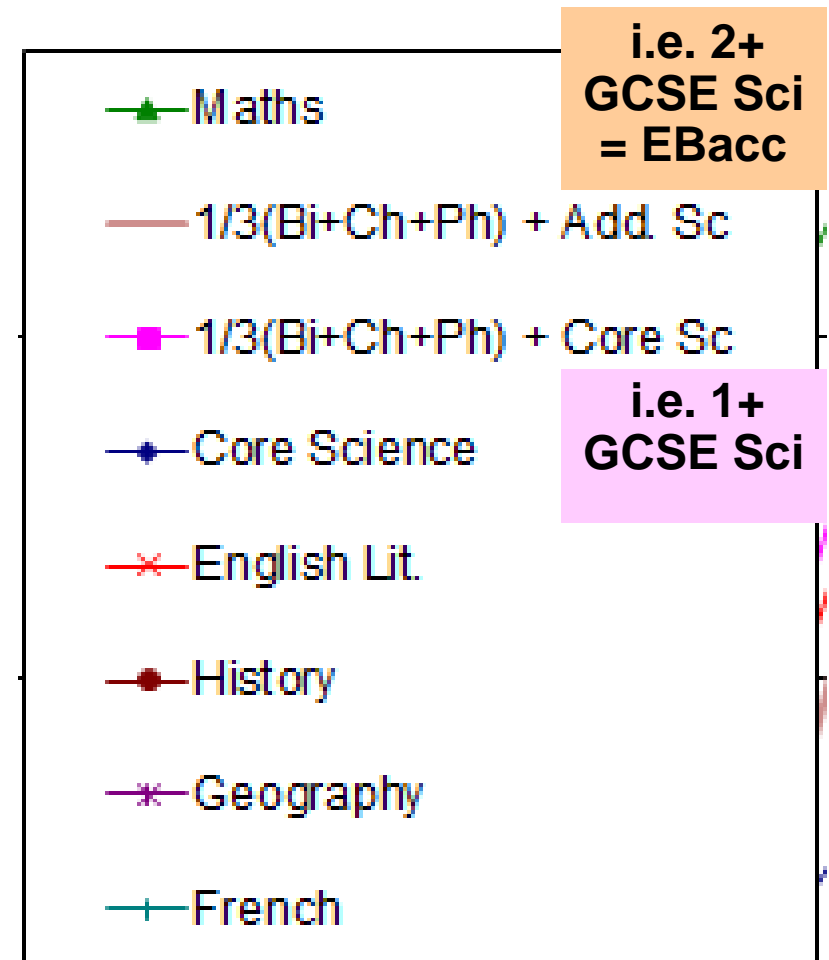 i.e. 2+
GCSE Sci
= EBacc
Maths
1/3(Bi+Ch+Ph) + Add. Sc
1/3(Bi+Ch+Ph) + Core Sc
i.e. 1+
GCSE Sci
Core Science
English Lit.
History
Geography
French